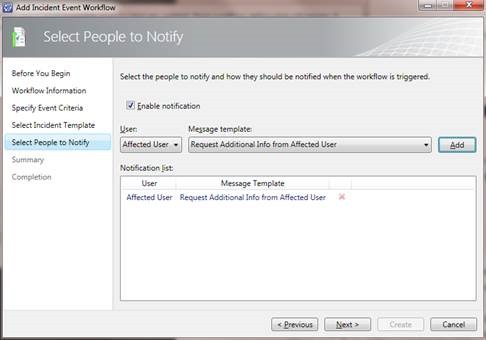 Add Incident Event Workflow
Select People to Notify
Before You Begin
Workflow Information
Specify Event Criteria
Select Incident Template
Select People to Notify
Summary
Completion
Select the people to notify and how they should be notified when the workflow is triggered.
Enable notification
User: Message template:
Affected User Request Additional Info from Affected User Add
Notification list:
User Message Template
Affected User Request Additional Info from Affected User
< Previous Next > Create Cancel